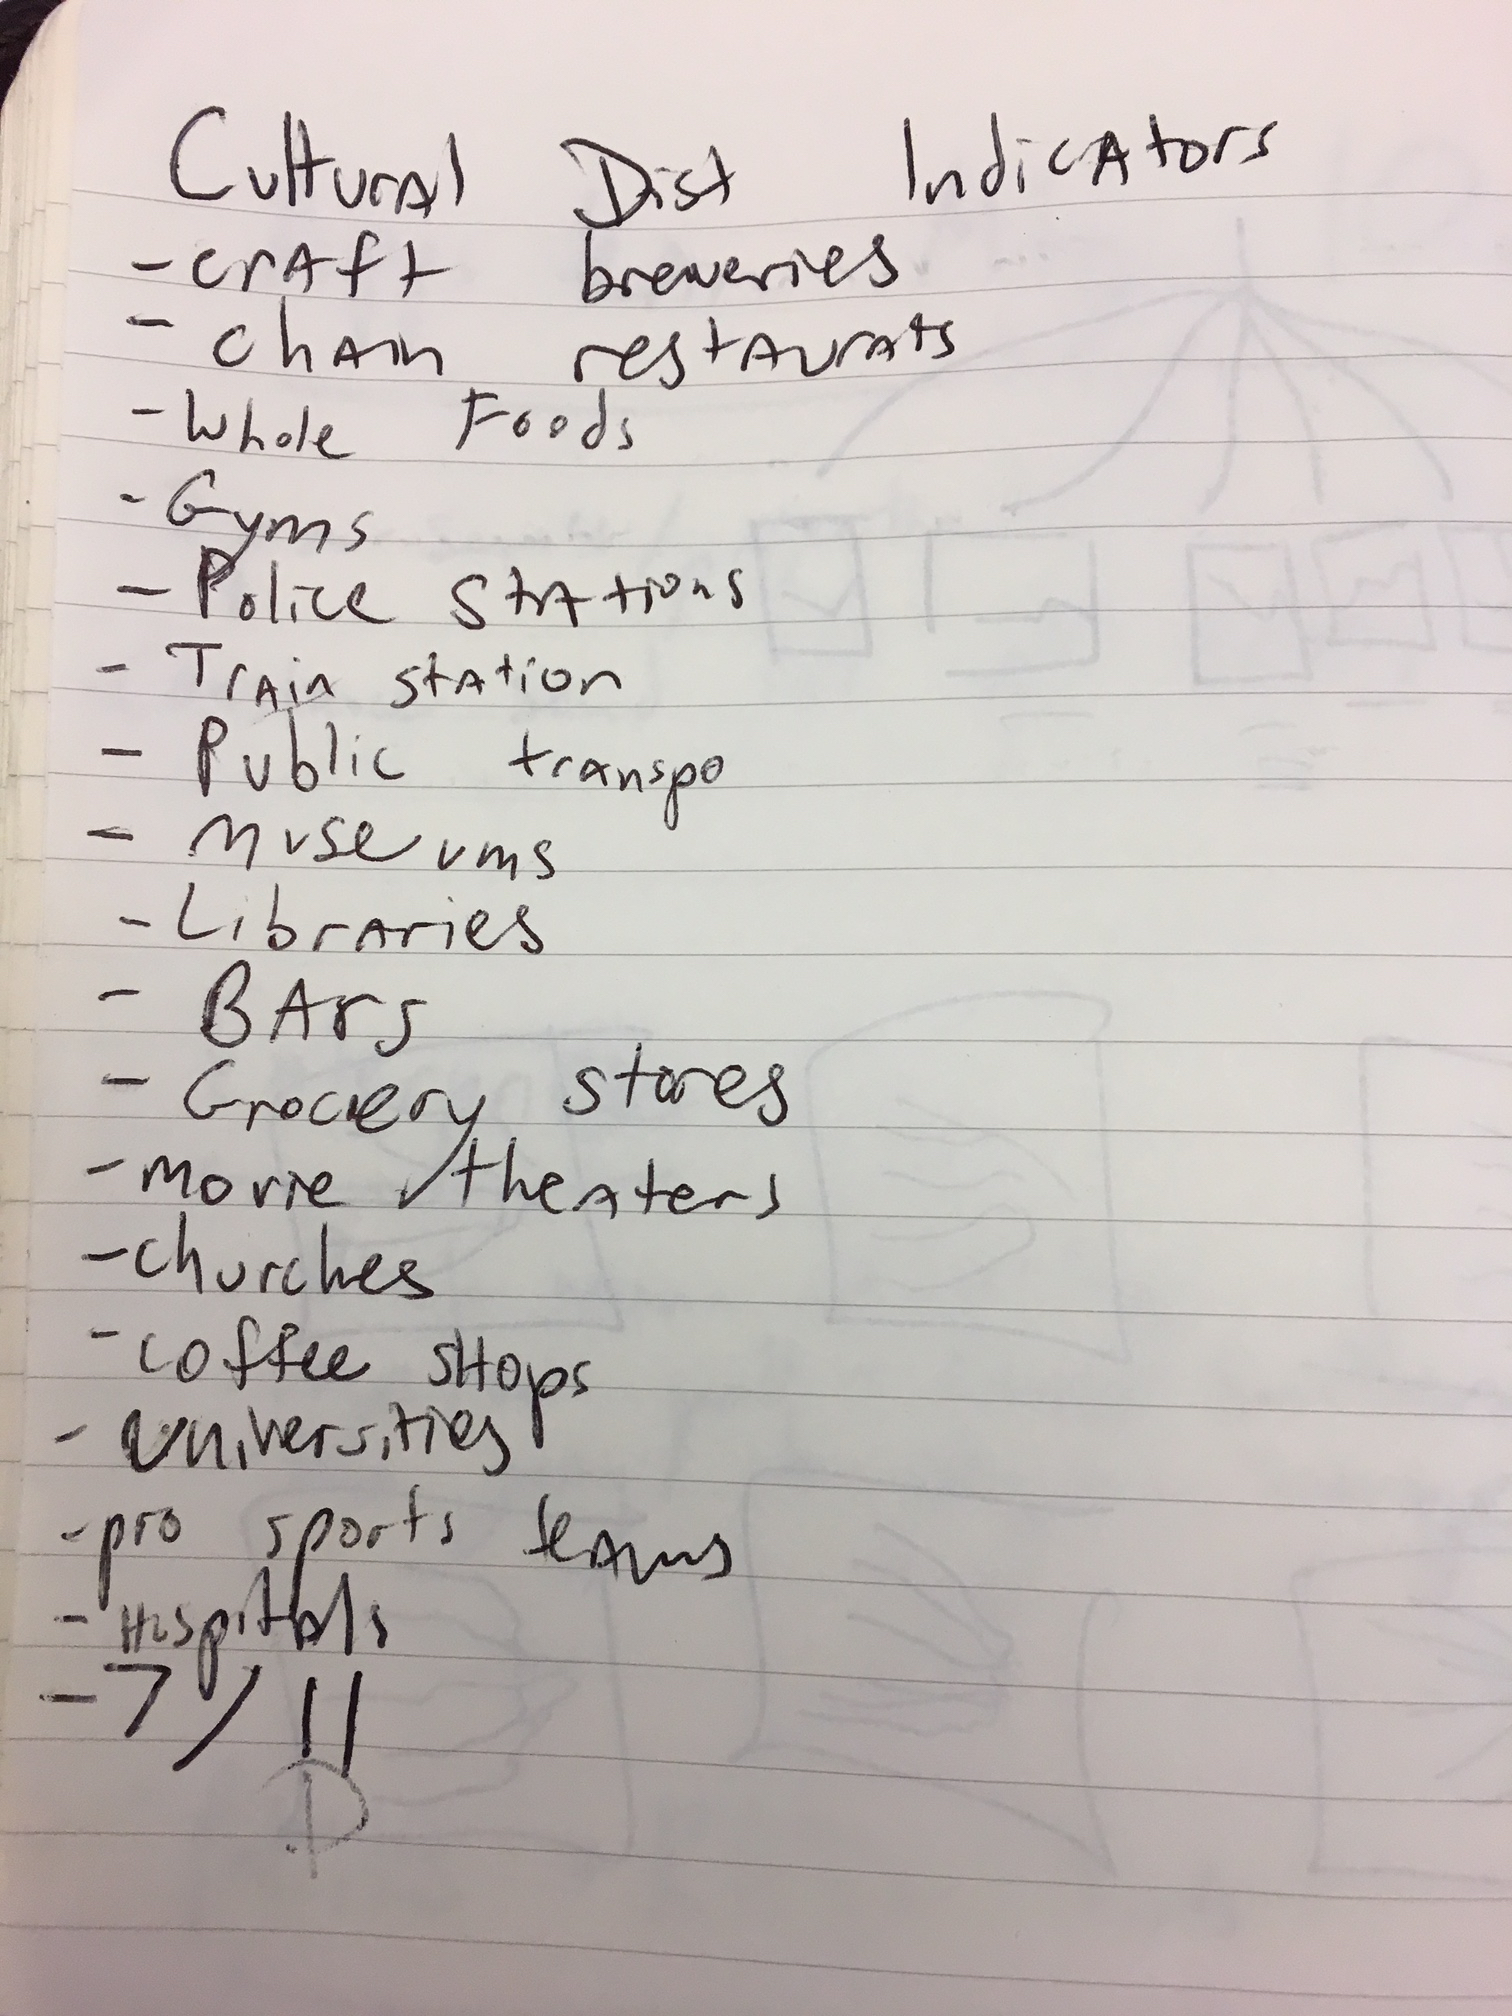 Cultural Dist Indicators
- craft breweries
- chain restaurats
- Whole Foods
- Gyms
- Police stations
- Train station
- Public transpo
- museums
- Libraries
- BArs
- Grocery stores
- movie theaters
- churches
- coffee sHops
- Universities
- pro sports teams
- Hospitals
- 7/11
D